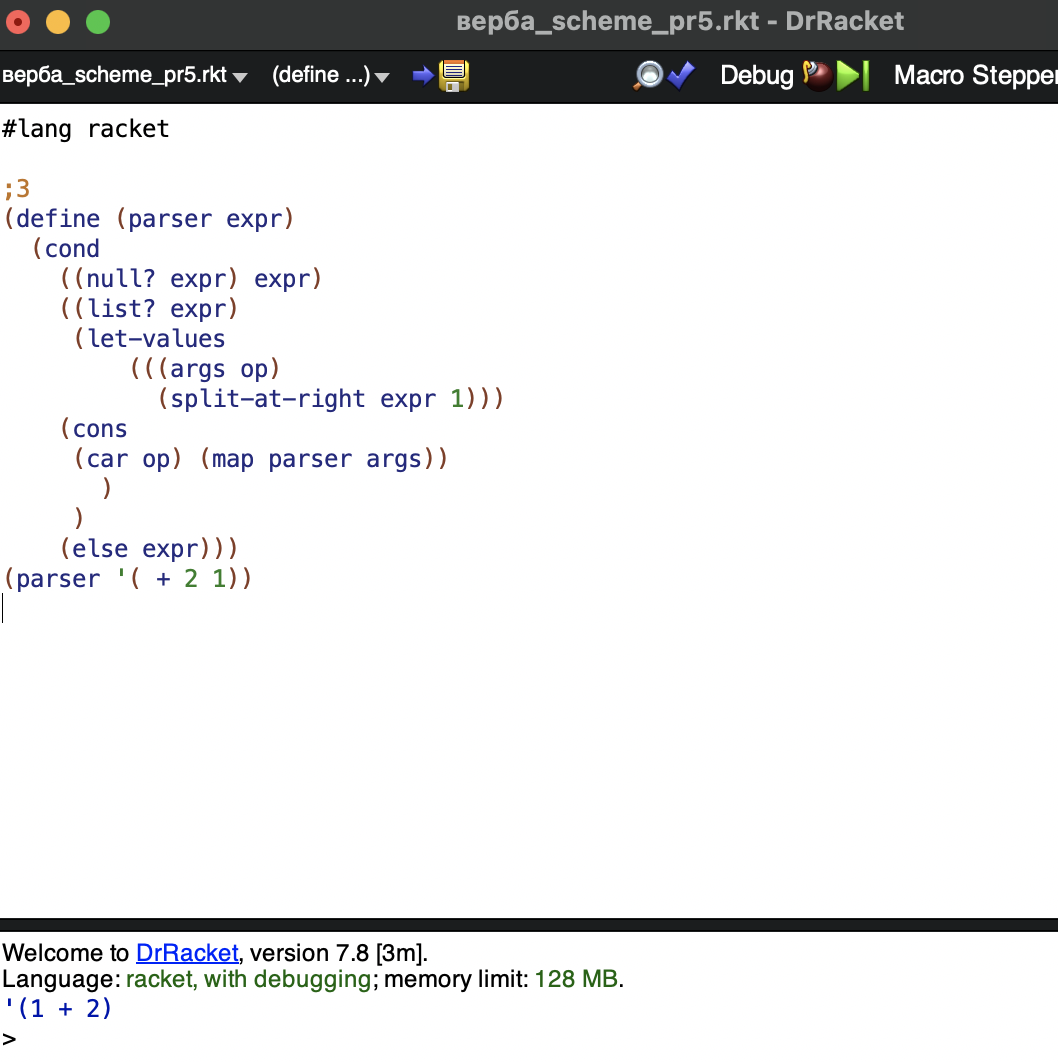 верба_scheme_pr5.rkt - DrRacket
верба_scheme_pr5.rkt (define ...) Debug Macro Stepper
#lang racket
;3
(define (parser expr)
  (cond
    ((null? expr) expr)
    ((list? expr)
     (let-values
         (((args op)
           (split-at-right expr 1)))
    (cons
     (car op) (map parser args))
       )
     )
    (else expr)))
(parser '( + 2 1))
Welcome to DrRacket, version 7.8 [3m].
Language: racket, with debugging; memory limit: 128 MB.
'(1 + 2)
>